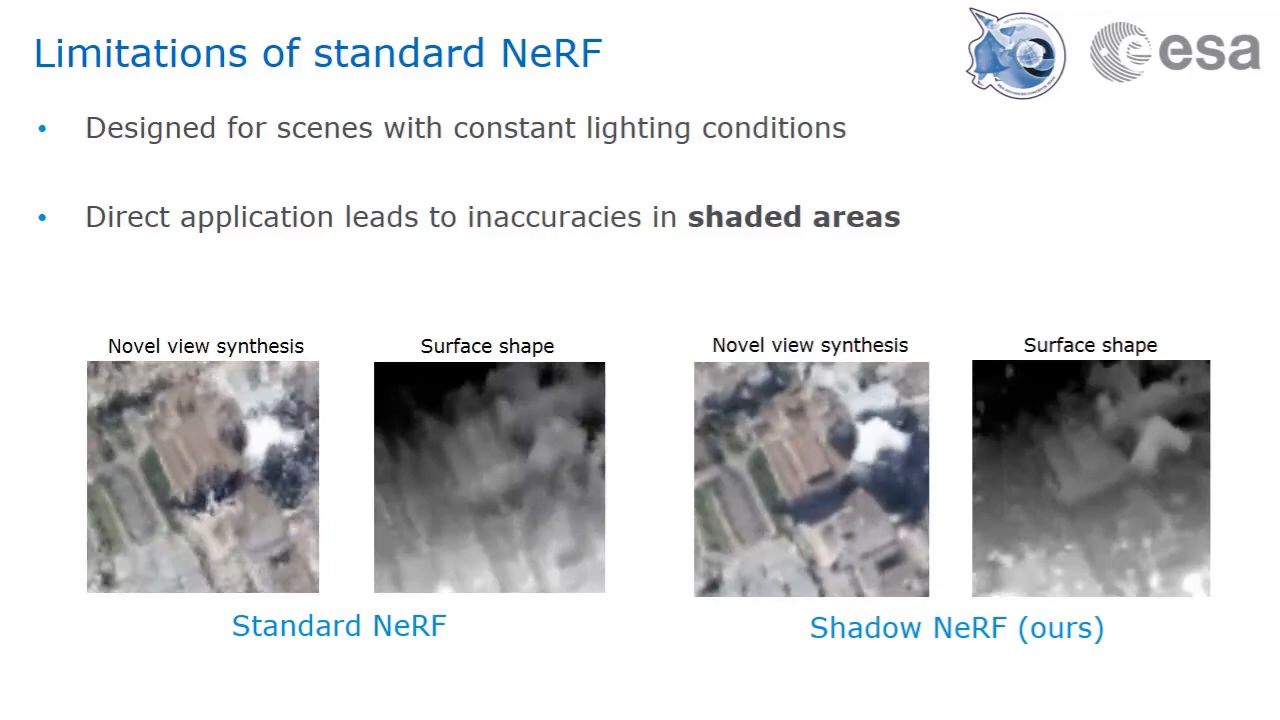 Limitations of standard NeRF
esa
• Designed for scenes with constant lighting conditions
• Direct application leads to inaccuracies in shaded areas
Novel view synthesis
Surface shape
Novel view synthesis
Surface shape
Standard NeRF
Shadow NeRF (ours)